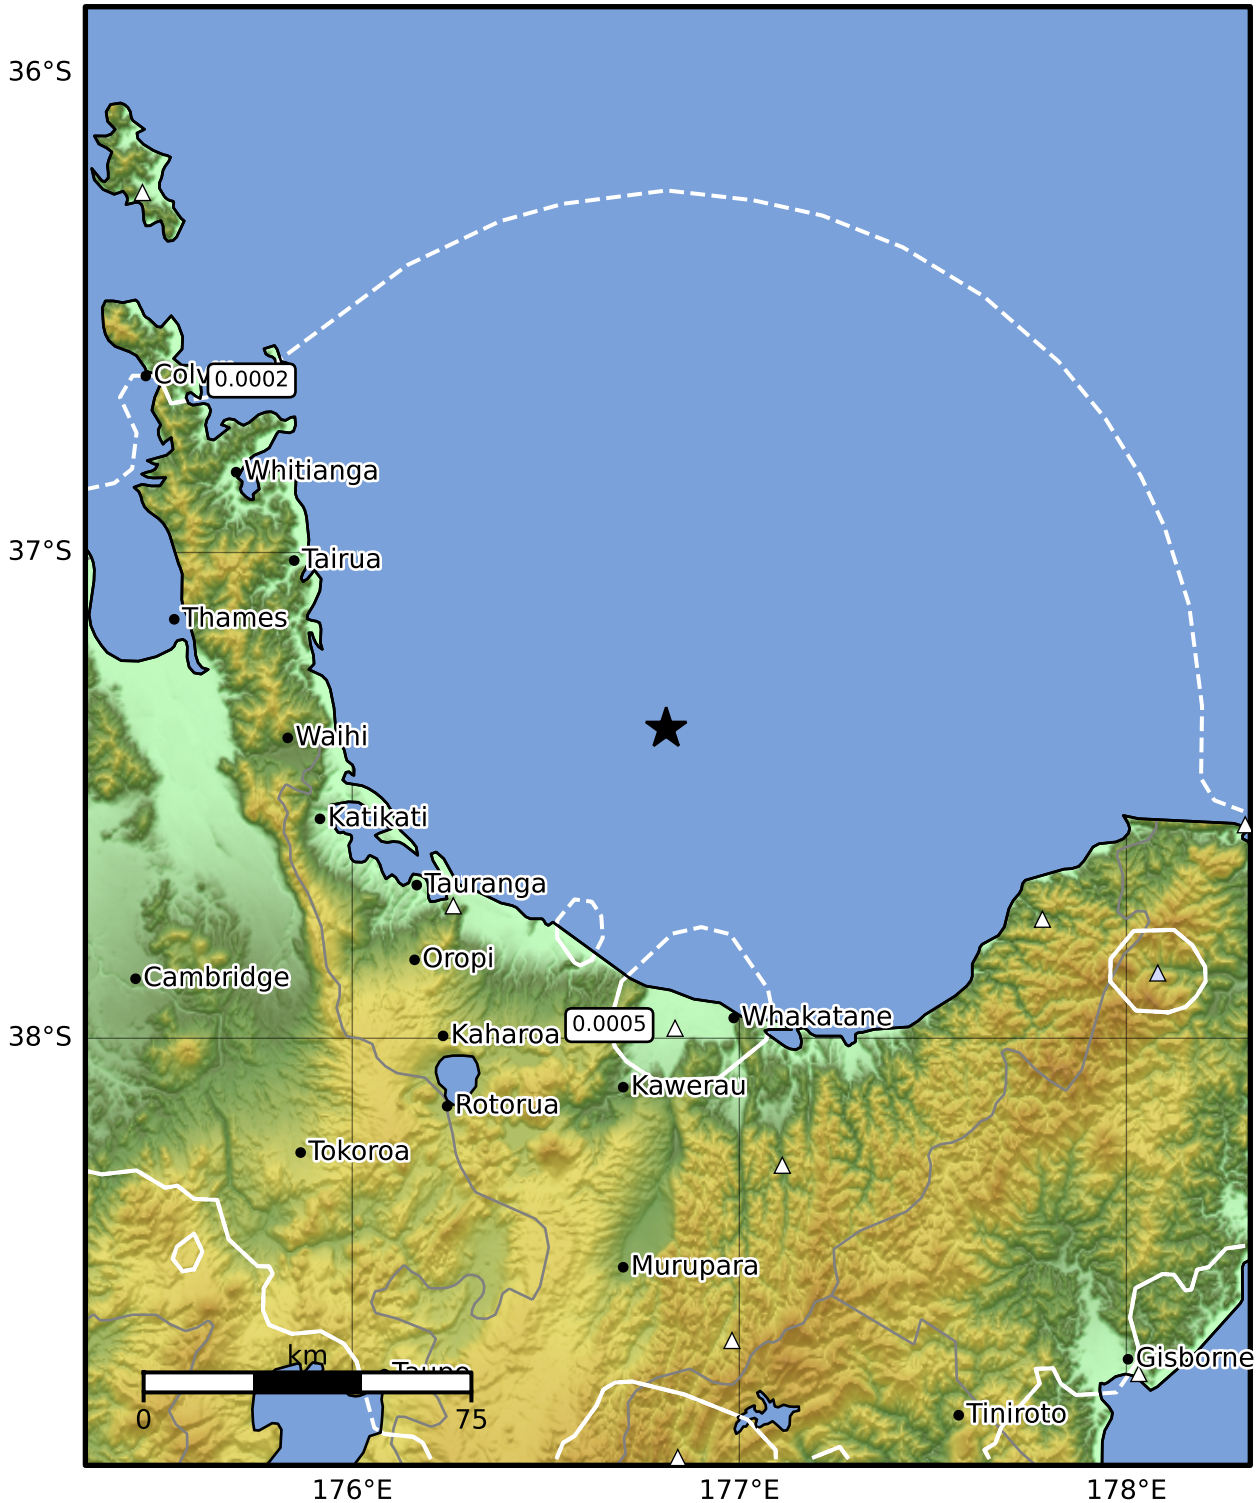 36°S
0.0002
Whitianga
37°S
Tairua
Thames
Waihi
Katikati
Tauranga
Oropi
Cambridge
0.0005
Whakatane
38°S
Kaharoa
Kawerau
Rotorua
Tokoroa
Murupara
km
Gisborne
0
75
Tiniroto
176°E
177°E
178°E